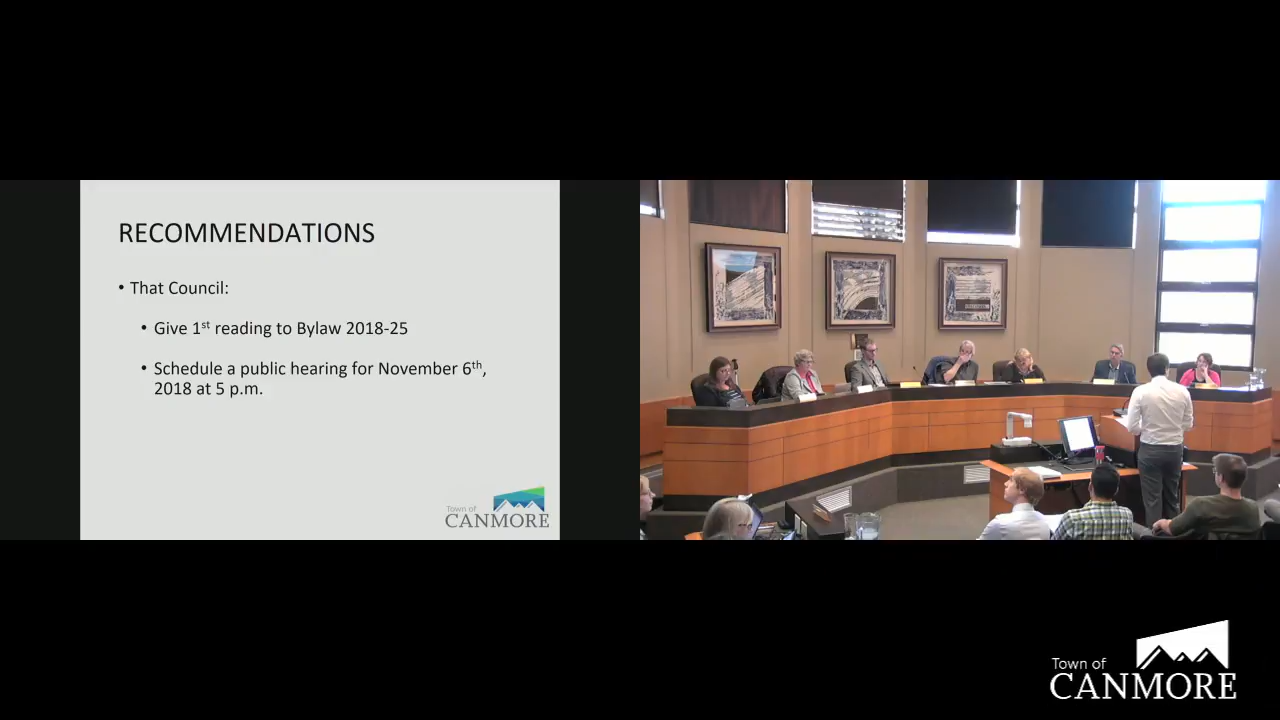 RECOMMENDATIONS
• That Council:
• Give 1st reading to Bylaw 2018-25
• Schedule a public hearing for November 6th,
2018 at 5 p.m.
Town of
CANMORE
Town of
CANMORE